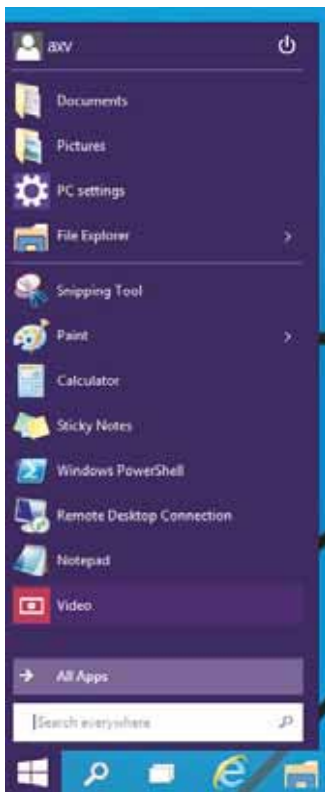 axv
Documents
Pictures
PC settings
File Explorer
Snipping Tool
Paint
Calculator
Sticky Notes
Windows PowerShell
Remote Desktop Connection
Notepad
Video
All Apps
Search everywhere